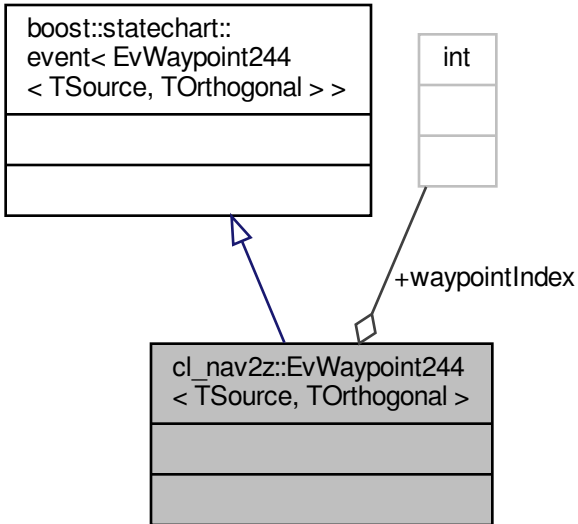 boost::statechart::
event< EvWaypoint244
< TSource, TOrthogonal > >
int
+waypointIndex
cl_nav2z::EvWaypoint244
< TSource, TOrthogonal >